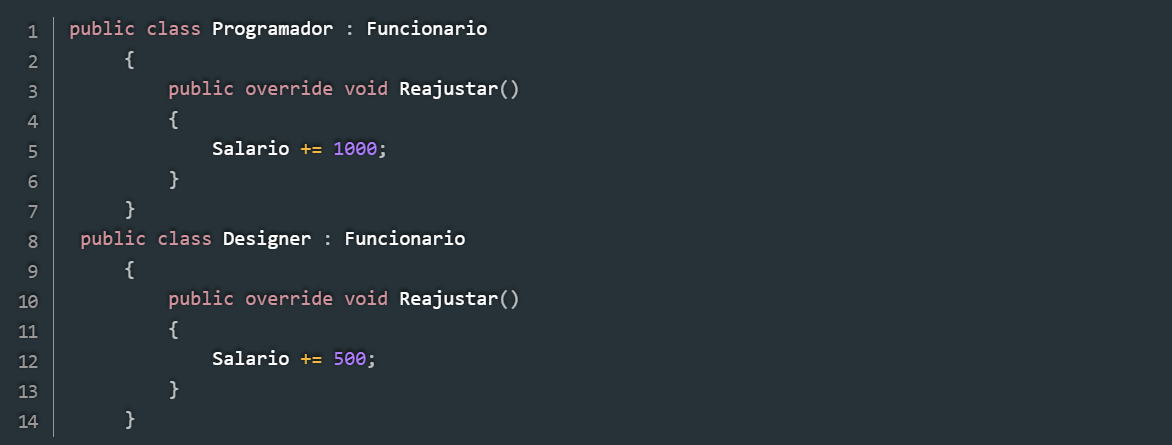 1 public class Programador : Funcionario
2 {
3 public override void Reajustar()
4 {
5 Salario += 1000;
6 }
7 }
8 public class Designer : Funcionario
9 {
10 public override void Reajustar()
11 {
12 Salario += 500;
13 }
14 }